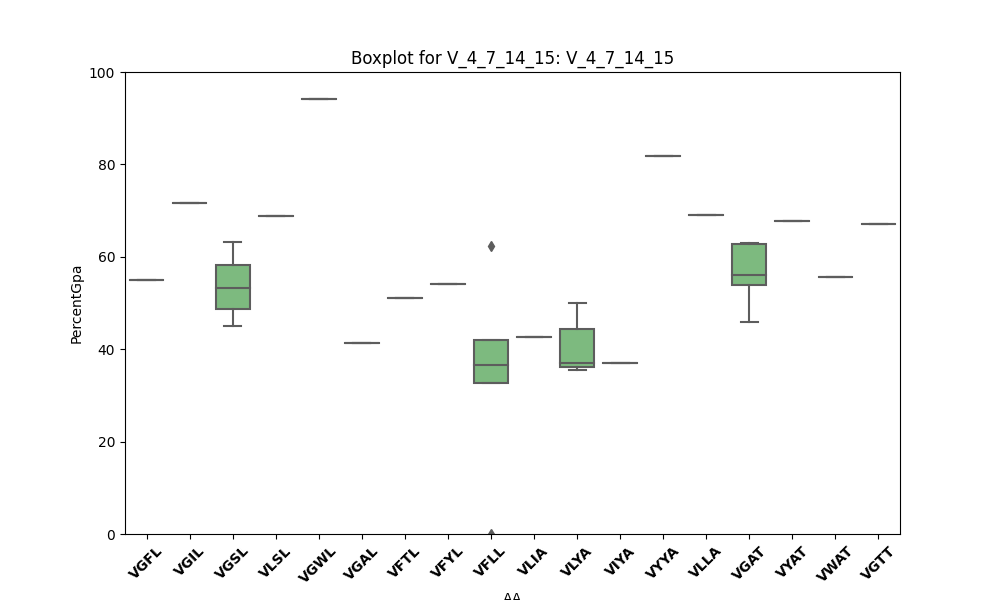 Boxplot for V_4_7_14_15: V_4_7_14_15
100
80
60
40
20
0
PercentGpa
VGFL VGIL VGSL VLSL VGWL VGAL VFTL VFYL VFLL VLIA VLYA VIYA VYYA VLLA VGAT VYAT VWAT VGTT
AA